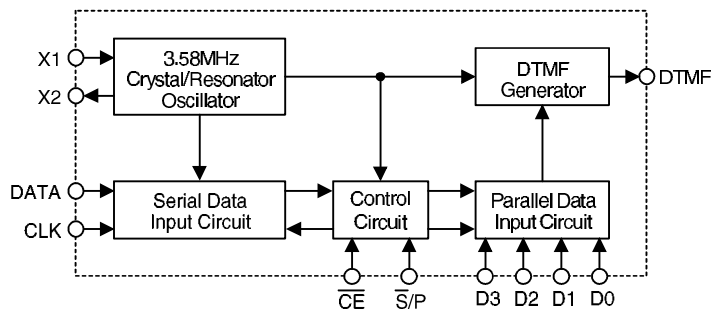 X1
X2
3.58MHz
Crystal/Resonator
Oscillator
DTMF
Generator
DTMF
DATA
CLK
Serial Data
Input Circuit
Control
Circuit
Parallel Data
Input Circuit
C̅E̅
S̅/P
D3
D2
D1
D0